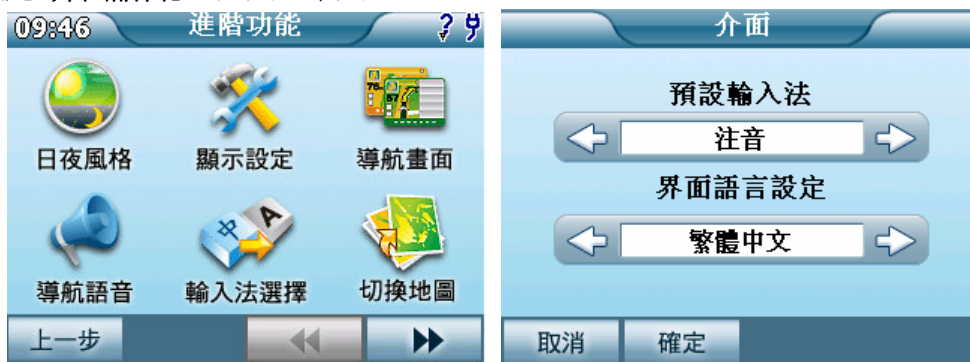 09:46
進階功能
?
日夜風格
顯示設定
導航畫面
導航語音
輸入法選擇
切換地圖
上一步
介面
預設輸入法
注音
界面語言設定
繁體中文
取消
確定